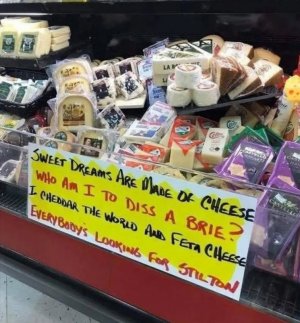 SWEET DREAMS ARE MADE OF CHEESE
WHO AM I TO DISS A BRIE?
I CHEDDAR THE WORLD AND FETA CHEESE
EVERYBODY'S LOOKING FOR STILTON